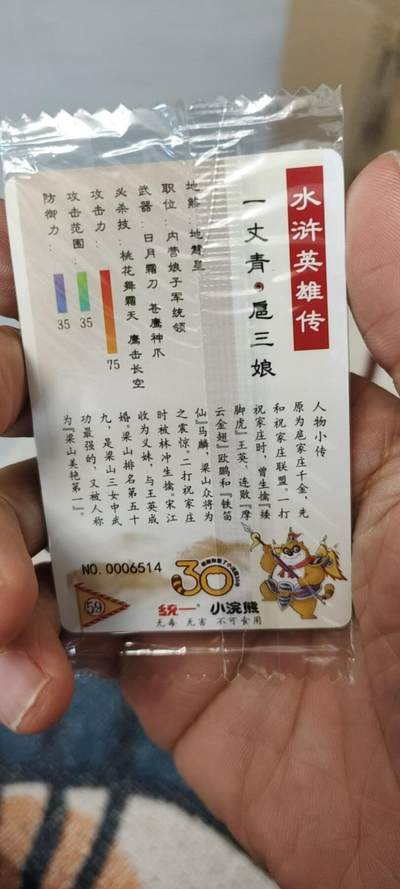 水浒英雄传
一丈青·扈三娘
地煞：地慧星
职位：内营娘子军统领
武器：日月霜刀 苍鹰神爪
必杀技：桃花舞霜天 鹰击长空
攻击力：
75
攻击范围：
35
防御力：
35
人物小传
原为扈家庄千金，先
和祝家庄联盟。一打
祝家庄时，曾生擒『矮
脚虎』王英，连败『摩
云金翅』欧鹏和『铁笛
仙』马麟，梁山众将为
之震惊。二打祝家庄
时被林冲生擒。宋江
收为义妹，与王英成
婚。梁山排名第五十
九，是梁山三女中武
功最强的，又被人称
为『梁山美艳第一』。
NO.0006514
30
59
统一 小浣熊
无毒 无害 不可食用